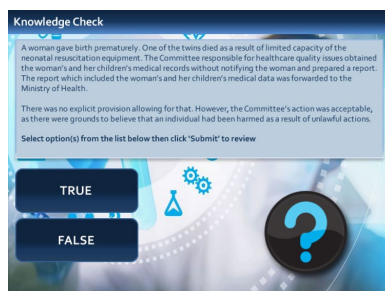 Knowledge Check
A woman gave birth prematurely. One of the twins died as a result of limited capacity of the
neonatal resuscitation equipment. The Committee responsible for healthcare quality issues obtained
the woman's and her children's medical records without notifying the woman and prepared a report.
The report which included the woman's and her children's medical data was forwarded to the
Ministry of Health.
There was no explicit provision allowing for that. However, the Committee's action was acceptable,
as there were grounds to believe that an individual had been harmed as a result of unlawful actions.
Select option(s) from the list below then click 'Submit' to review
TRUE
FALSE
?